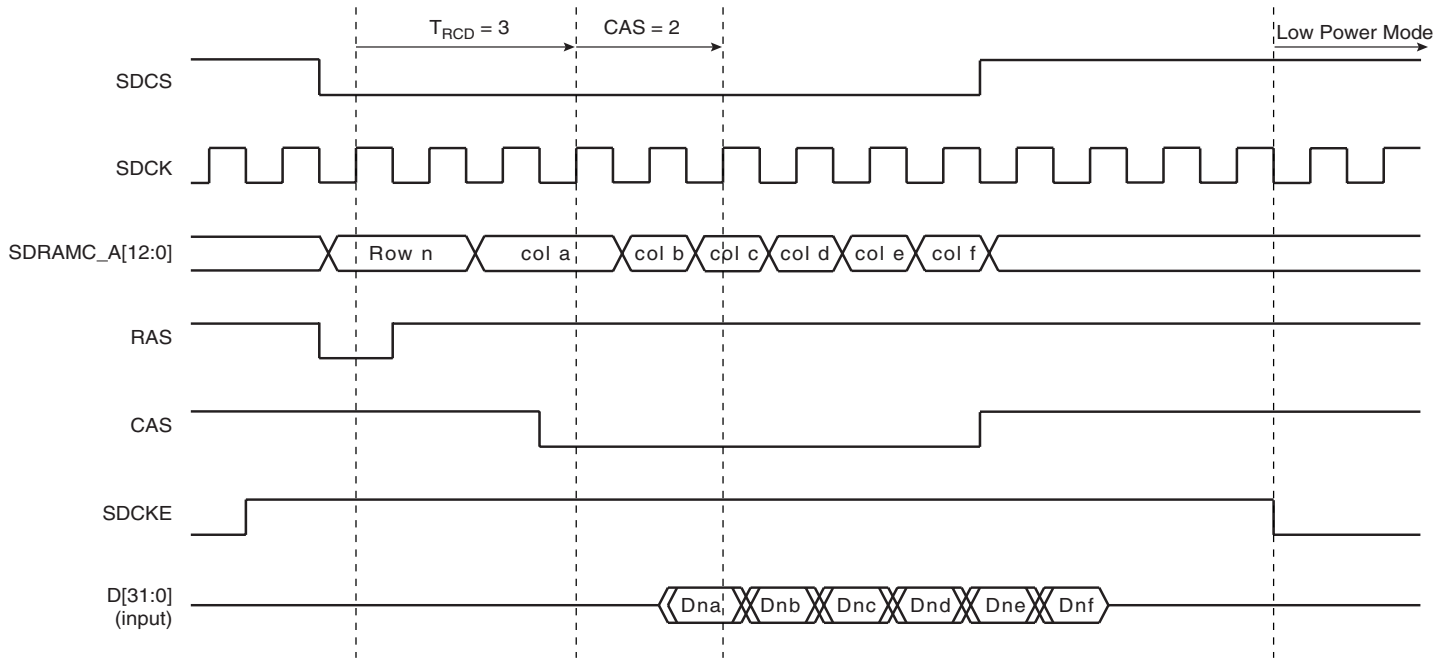 TRCD = 3
CAS = 2
Low Power Mode
SDCS
SDCK
SDRAMC_A[12:0]
Row n
col a
col b
col c
col d
col e
col f
RAS
CAS
SDCKE
D[31:0]
(input)
Dna
Dnb
Dnc
Dnd
Dne
Dnf